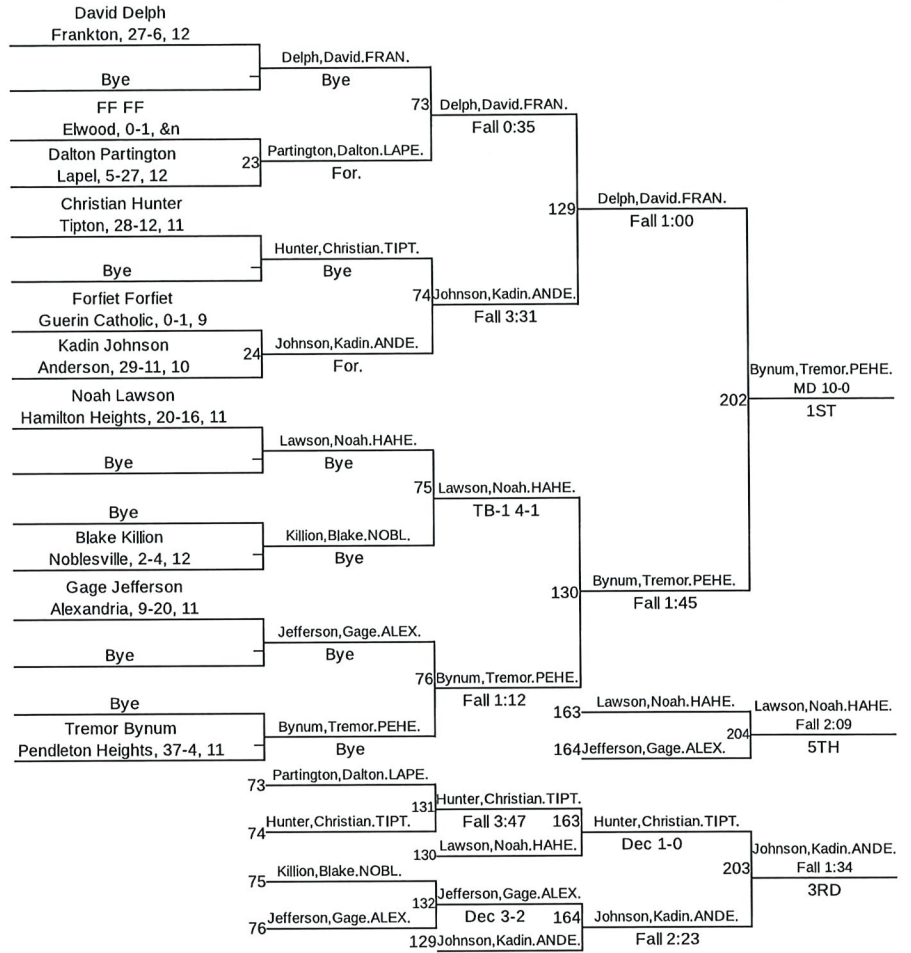 David Delph
Frankton, 27-6, 12
Bye
Delph,David.FRAN.
Bye
FF FF
Elwood, 0-1, &n
73
Delph,David.FRAN.
Fall 0:35
Dalton Partington
Lapel, 5-27, 12
23
Partington,Dalton.LAPE.
For.
Christian Hunter
Tipton, 28-12, 11
129
Delph,David.FRAN.
Fall 1:00
Bye
Hunter,Christian.TIPT.
Bye
Forfiet Forfiet
Guerin Catholic, 0-1, 9
74
Johnson,Kadin.ANDE.
Fall 3:31
Kadin Johnson
Anderson, 29-11, 10
24
Johnson,Kadin.ANDE.
For.
Noah Lawson
Hamilton Heights, 20-16, 11
202
Bynum,Tremor.PEHE.
MD 10-0
1ST
Bye
Lawson,Noah.HAHE.
Bye
75
Lawson,Noah.HAHE.
TB-1 4-1
Bye
Blake Killion
Noblesville, 2-4, 12
Killion,Blake.NOBL.
Bye
Gage Jefferson
Alexandria, 9-20, 11
130
Bynum,Tremor.PEHE.
Fall 1:45
Bye
Jefferson,Gage.ALEX.
Bye
76
Bynum,Tremor.PEHE.
Fall 1:12
Bye
Tremor Bynum
Pendleton Heights, 37-4, 11
Bynum,Tremor.PEHE.
Bye
163
Lawson,Noah.HAHE.
164
Jefferson,Gage.ALEX.
204
Lawson,Noah.HAHE.
Fall 2:09
5TH
73
Partington,Dalton.LAPE.
74
Hunter,Christian.TIPT.
131
Hunter,Christian.TIPT.
Fall 3:47
130
Lawson,Noah.HAHE.
163
Hunter,Christian.TIPT.
Dec 1-0
75
Killion,Blake.NOBL.
76
Jefferson,Gage.ALEX.
132
Jefferson,Gage.ALEX.
Dec 3-2
129
Johnson,Kadin.ANDE.
164
Johnson,Kadin.ANDE.
Fall 2:23
203
Johnson,Kadin.ANDE.
Fall 1:34
3RD